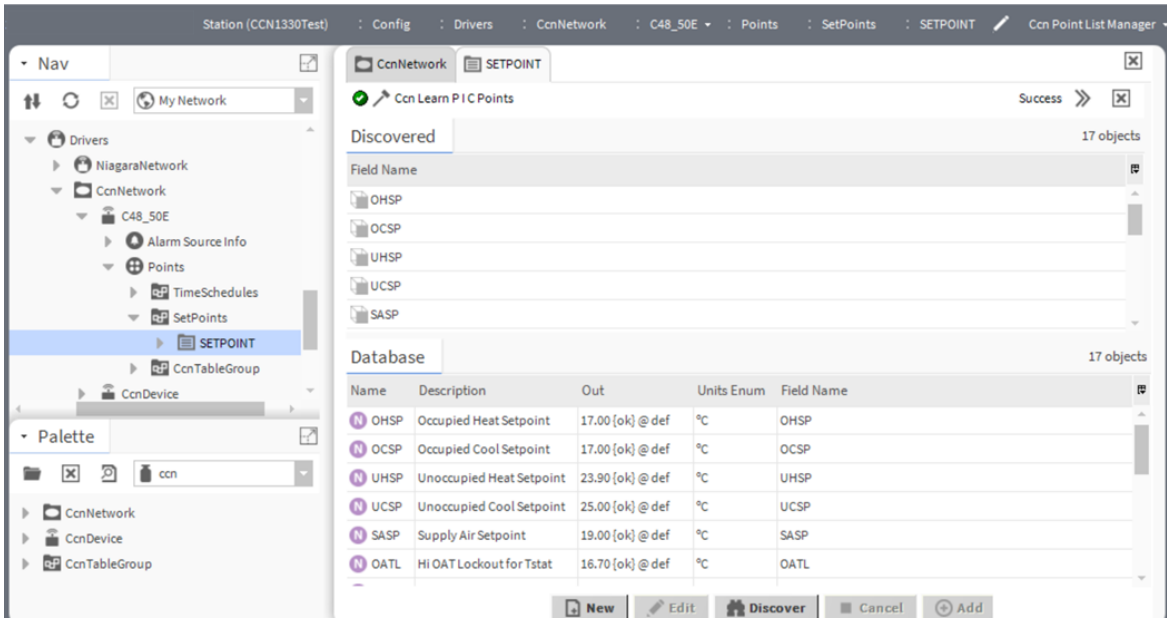 Station (CCN1330Test) : Config : Drivers : CcnNetwork : C48_50E : Points : SetPoints : SETPOINT Ccn Point List Manager
Nav
My Network
Drivers
NiagaraNetwork
CcnNetwork
C48_50E
Alarm Source Info
Points
TimeSchedules
SetPoints
SETPOINT
CcnTableGroup
CcnDevice
Palette
ccn
CcnNetwork
CcnDevice
CcnTableGroup
CcnNetwork SETPOINT
Ccn Learn P I C Points Success
Discovered 17 objects
Field Name
OHSP
OCSP
UHSP
UCSP
SASP
Database 17 objects
Name Description Out Units Enum Field Name
N OHSP Occupied Heat Setpoint 17.00 {ok} @ def ºC OHSP
N OCSP Occupied Cool Setpoint 17.00 {ok} @ def ºC OCSP
N UHSP Unoccupied Heat Setpoint 23.90 {ok} @ def ºC UHSP
N UCSP Unoccupied Cool Setpoint 25.00 {ok} @ def ºC UCSP
N SASP Supply Air Setpoint 19.00 {ok} @ def ºC SASP
N OATL Hi OAT Lockout for Tstat 16.70 {ok} @ def ºC OATL
New Edit Discover Cancel Add